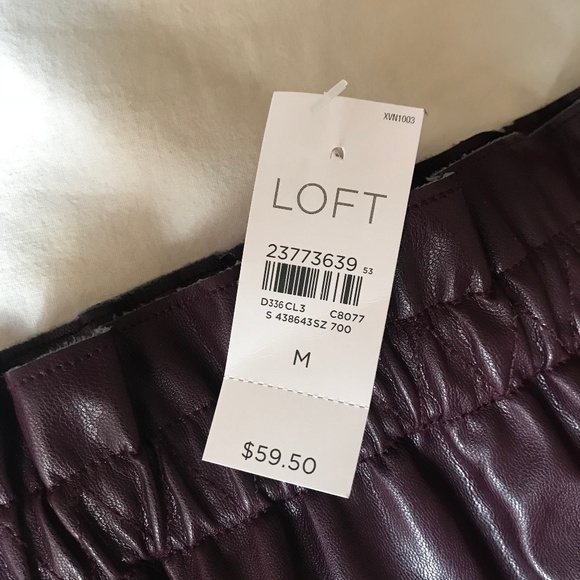 XVN1003
LOFT
23773639 53
D336CL3 C8077
S 438643SZ 700
M
$59.50